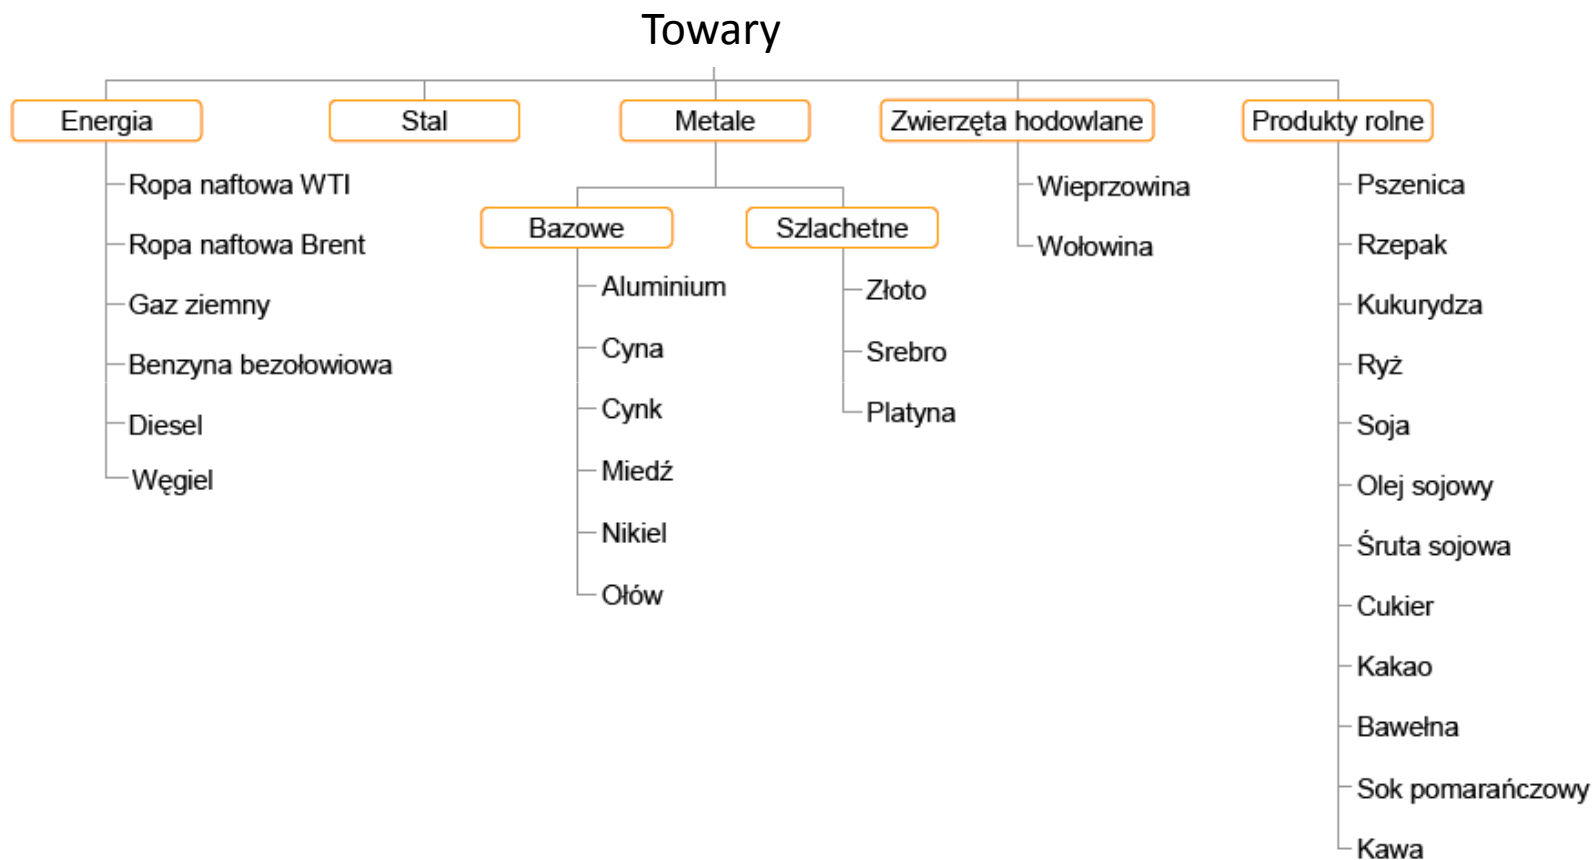 Towary
Energia
Stal
Metale
Zwierzęta hodowlane
Produkty rolne
Ropa naftowa WTI
Ropa naftowa Brent
Gaz ziemny
Benzyna bezołowiowa
Diesel
Węgiel
Bazowe
Aluminium
Cyna
Cynk
Miedź
Nikiel
Ołów
Szlachetne
Złoto
Srebro
Platyna
Wieprzowina
Wołowina
Pszenica
Rzepak
Kukurydza
Ryż
Soja
Olej sojowy
Śruta sojowa
Cukier
Kakao
Bawełna
Sok pomarańczowy
Kawa